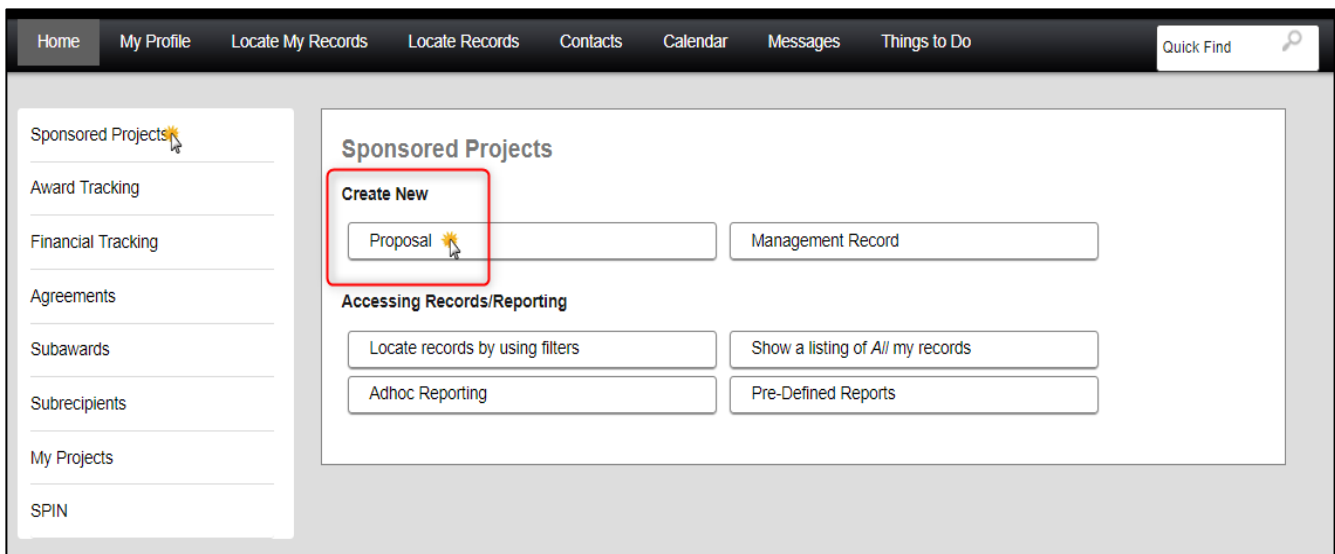 Home My Profile Locate My Records Locate Records Contacts Calendar Messages Things to Do Quick Find
Sponsored Projects
Award Tracking
Financial Tracking
Agreements
Subawards
Subrecipients
My Projects
SPIN
Sponsored Projects
Create New
Proposal Management Record
Accessing Records/Reporting
Locate records by using filters Show a listing of All my records
Adhoc Reporting Pre-Defined Reports